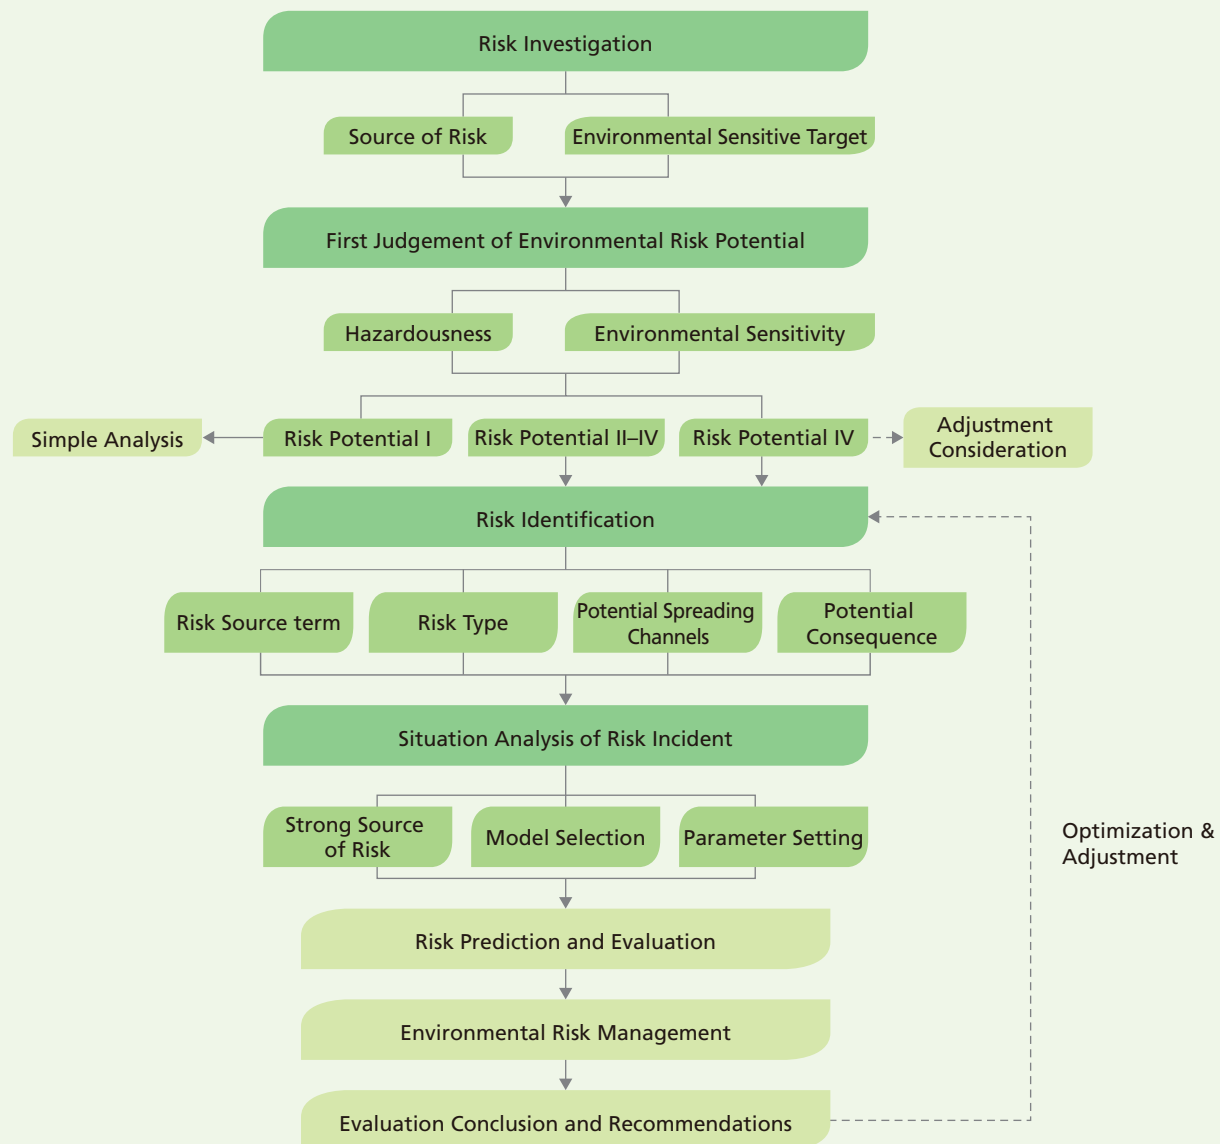 Risk Investigation
Source of Risk
Environmental Sensitive Target
First Judgement of Environmental Risk Potential
Hazardousness
Environmental Sensitivity
Simple Analysis
Risk Potential I
Risk Potential II–IV
Risk Potential IV
Adjustment
Consideration
Risk Identification
Risk Source term
Risk Type
Potential Spreading
Channels
Potential
Consequence
Situation Analysis of Risk Incident
Strong Source
of Risk
Model Selection
Parameter Setting
Optimization &
Adjustment
Risk Prediction and Evaluation
Environmental Risk Management
Evaluation Conclusion and Recommendations